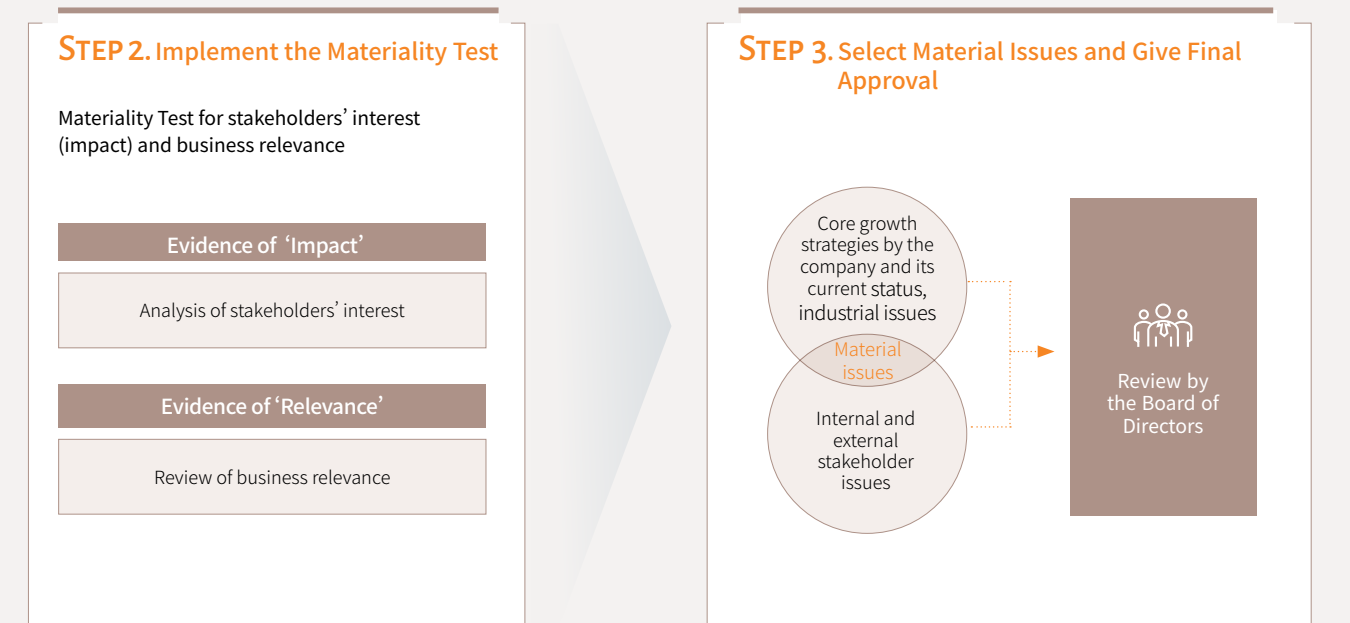 STEP 2. Implement the Materiality Test
Materiality Test for stakeholders’ interest
(impact) and business relevance
Evidence of ‘Impact’
Analysis of stakeholders’ interest
Evidence of ‘Relevance’
Review of business relevance
STEP 3. Select Material Issues and Give Final
Approval
Core growth
strategies by the
company and its
current status,
industrial issues
Material
issues
Internal and
external
stakeholder
issues
Review by
the Board of
Directors